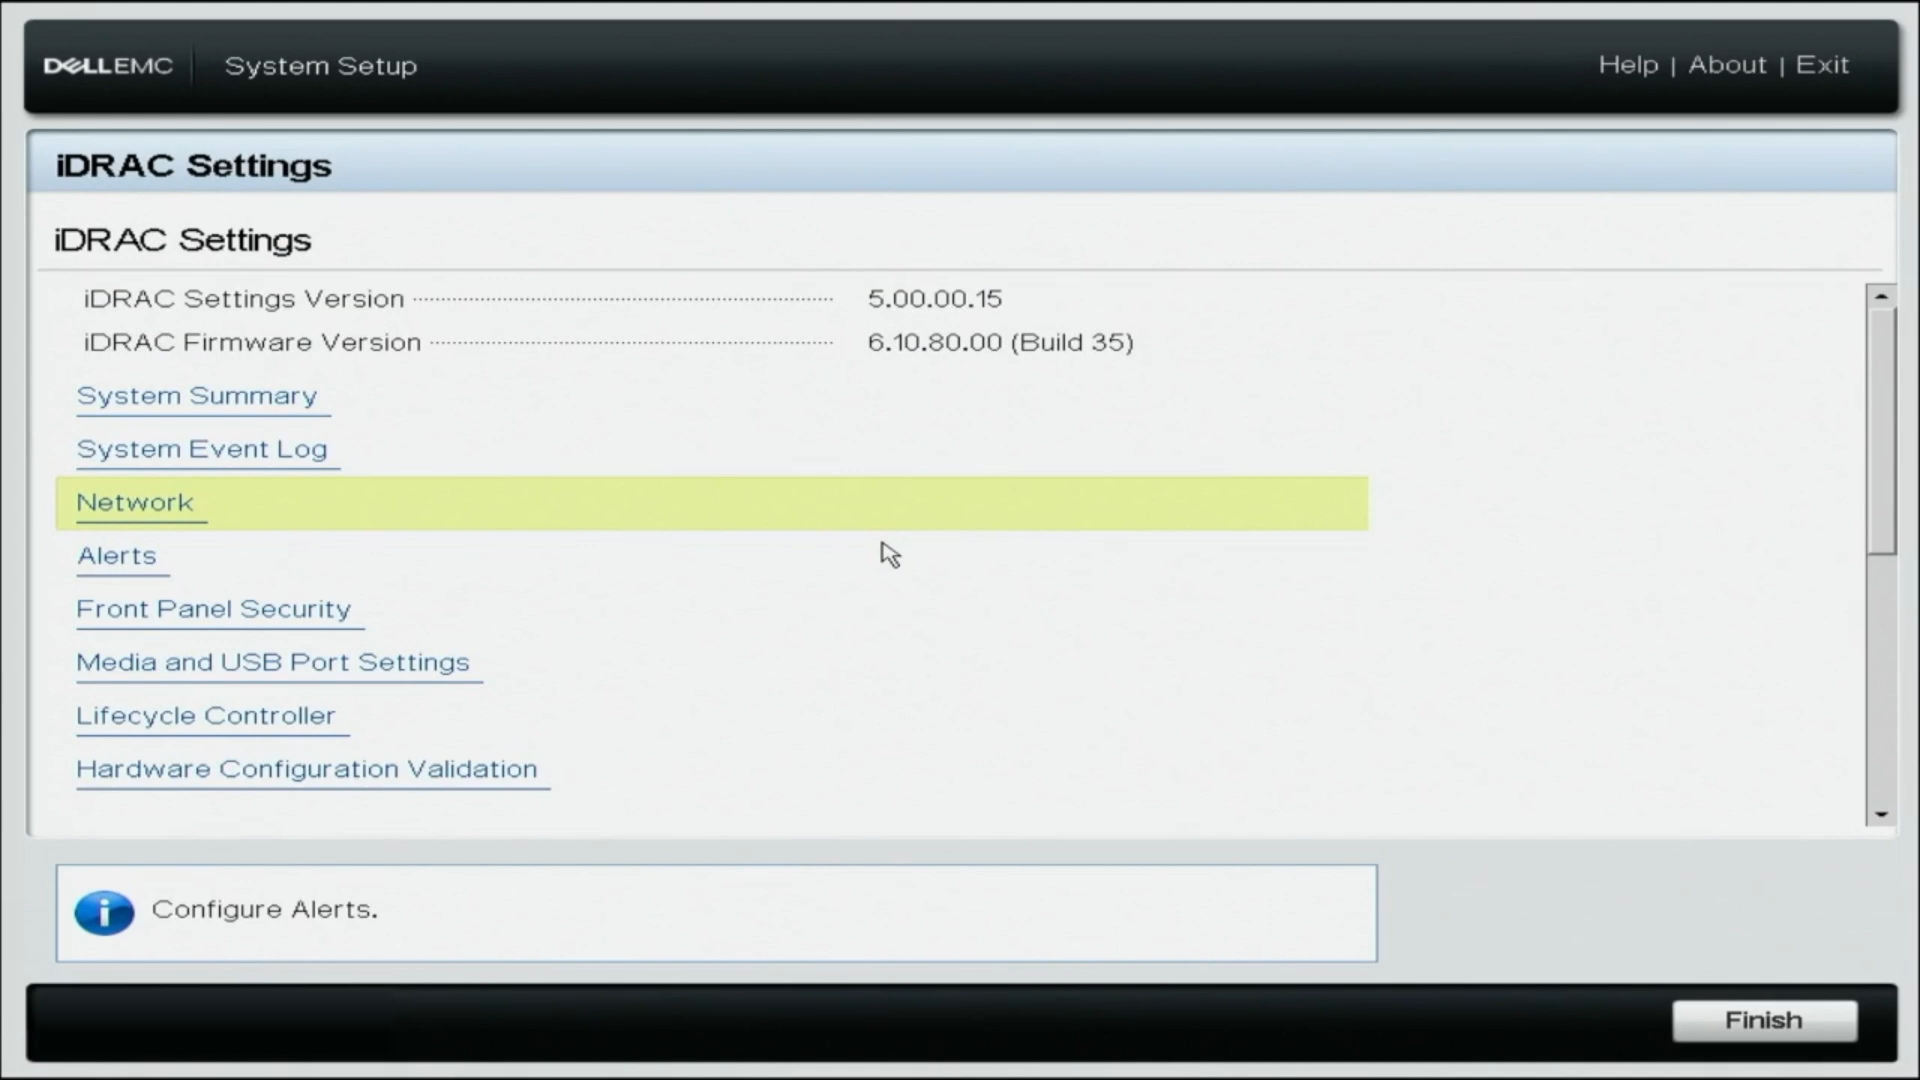 DELLEMC System Setup Help | About | Exit
iDRAC Settings
iDRAC Settings
iDRAC Settings Version 5.00.00.15
iDRAC Firmware Version 6.10.80.00 (Build 35)
System Summary
System Event Log
Network
Alerts
Front Panel Security
Media and USB Port Settings
Lifecycle Controller
Hardware Configuration Validation
Configure Alerts.
Finish